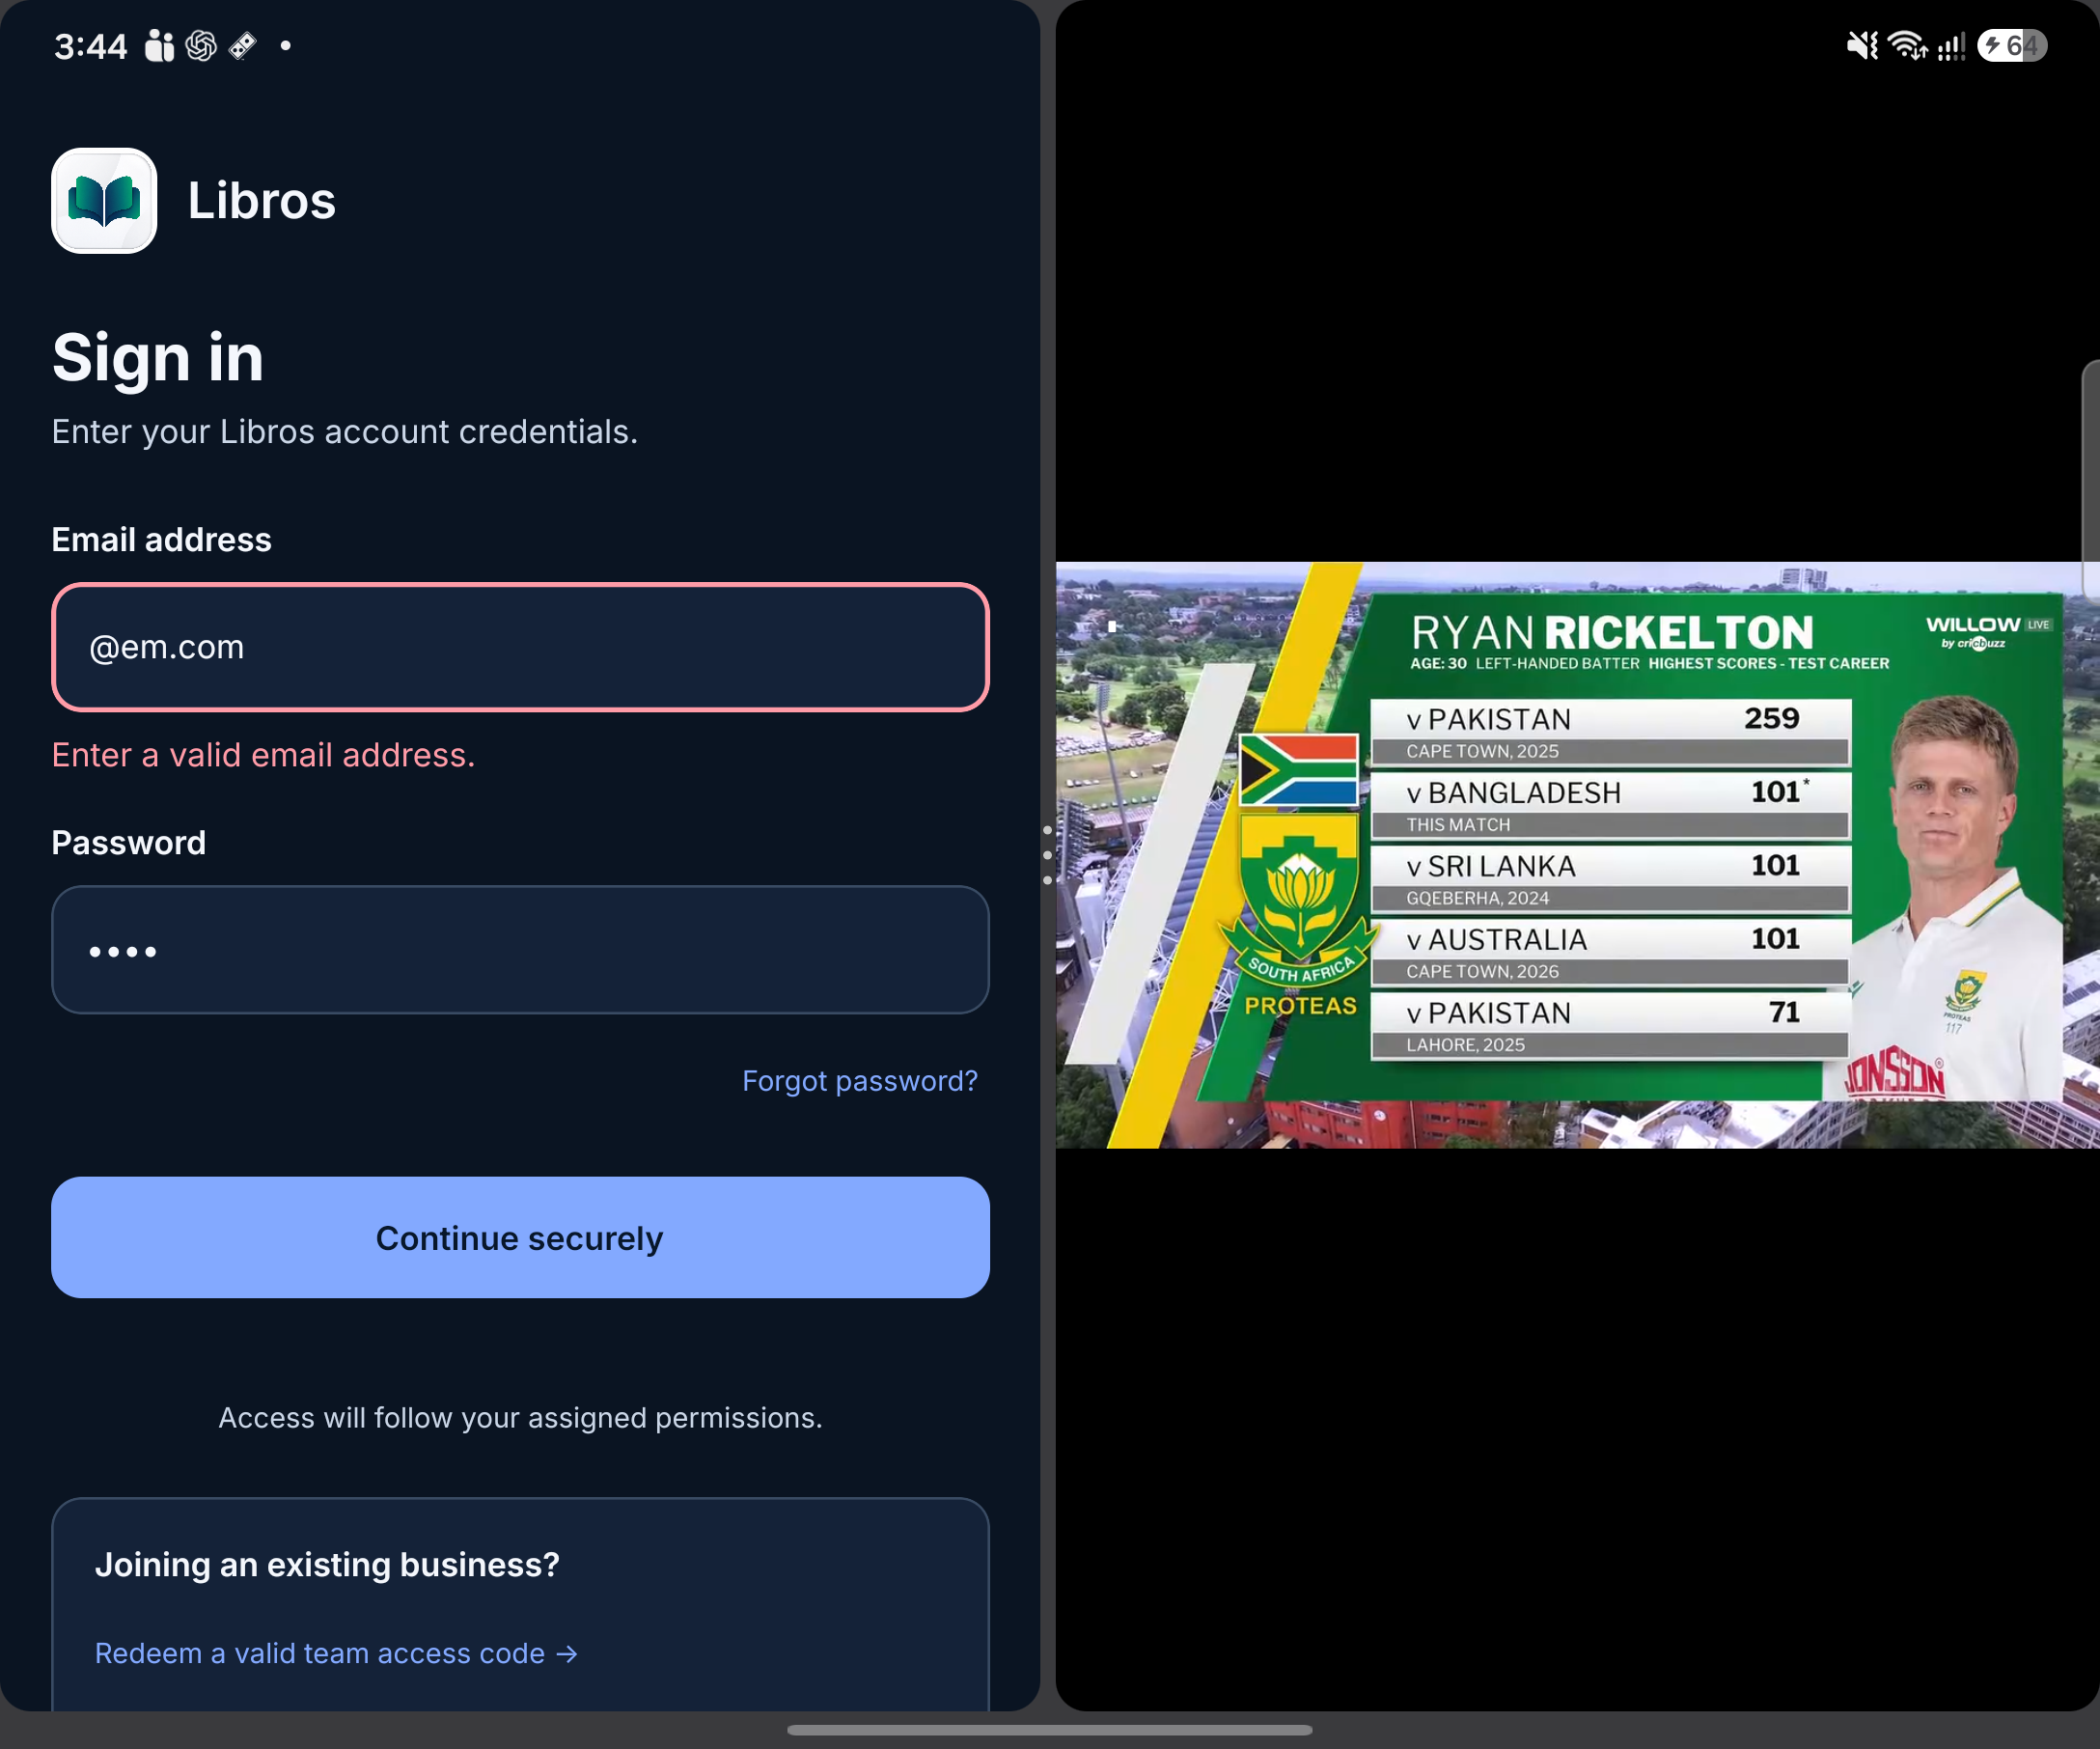 3:44
64
Libros
Sign in
Enter your Libros account credentials.
Email address
@em.com
Enter a valid email address.
Password
••••
Forgot password?
Continue securely
Access will follow your assigned permissions.
Joining an existing business?
Redeem a valid team access code →
RYAN RICKELTON
AGE: 30 LEFT-HANDED BATTER HIGHEST SCORES - TEST CAREER
WILLOW LIVE
by cricbuzz
v PAKISTAN 259
CAPE TOWN, 2025
v BANGLADESH 101*
THIS MATCH
v SRI LANKA 101
GQEBERHA, 2024
v AUSTRALIA 101
CAPE TOWN, 2026
v PAKISTAN 71
LAHORE, 2025
SOUTH AFRICA
PROTEAS
PROTEAS
117
JONSSON®